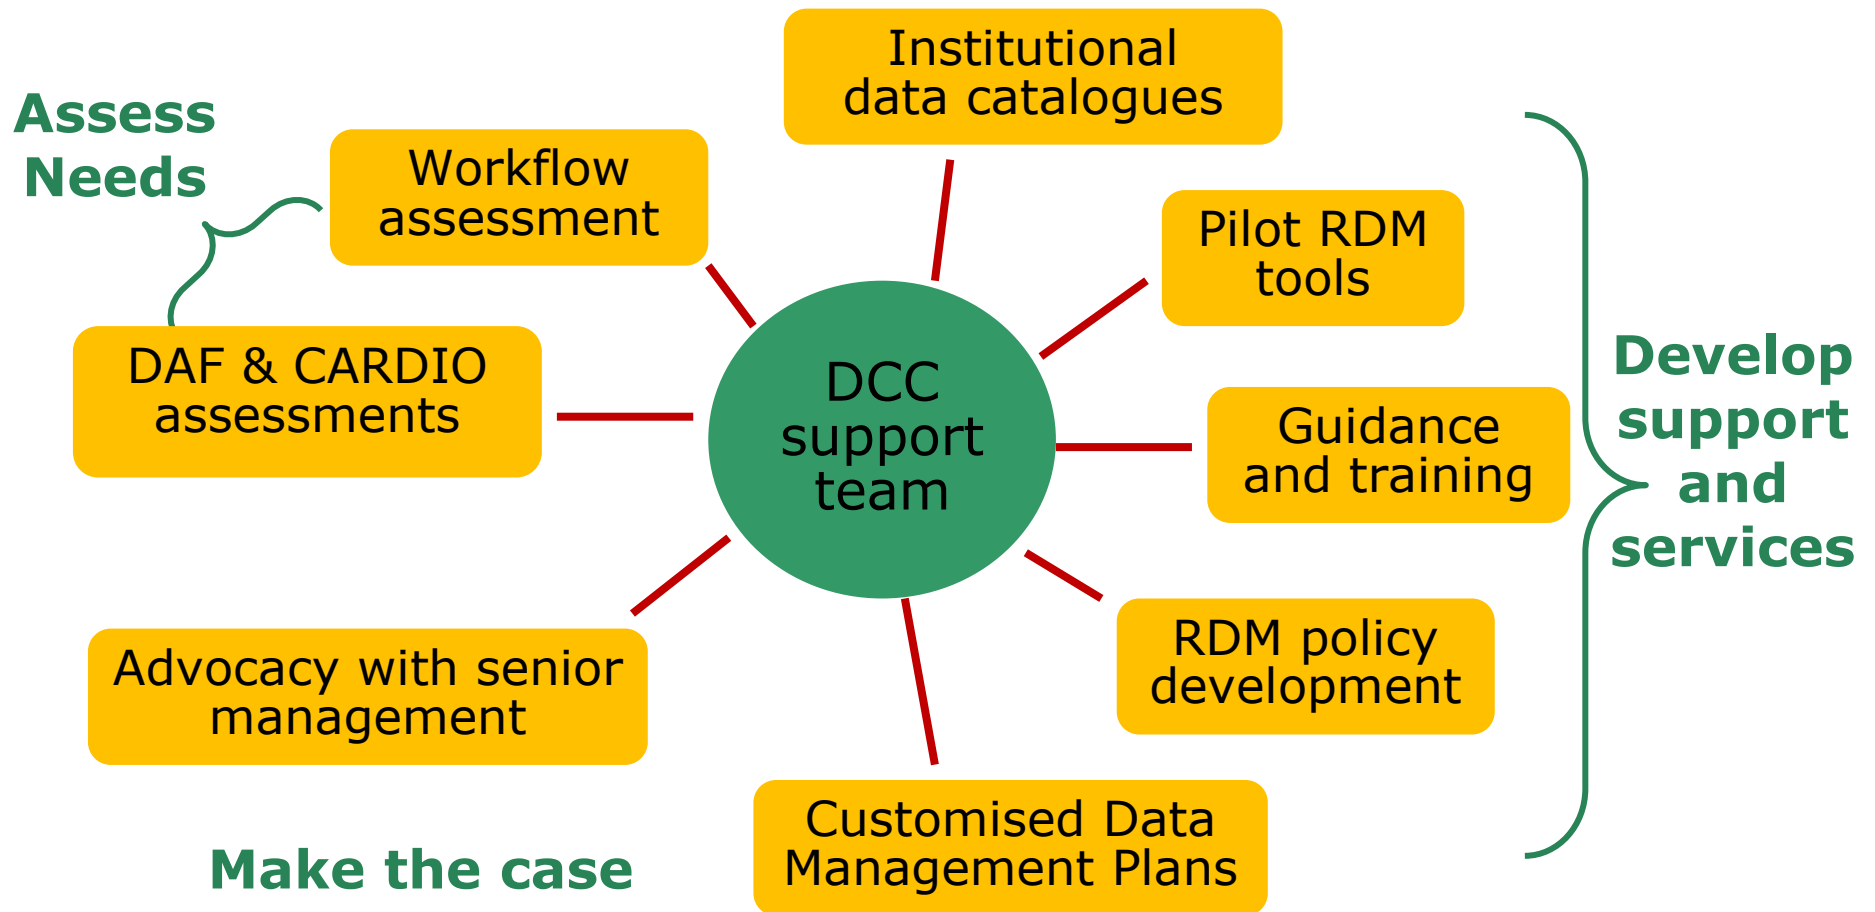 Institutional
data catalogues
Assess
Needs
Workflow
assessment
Pilot RDM
tools
DAF & CARDIO
assessments
DCC
support
team
Guidance
and training
Develop
support
and
services
Advocacy with senior
management
RDM policy
development
Customised Data
Management Plans
Make the case